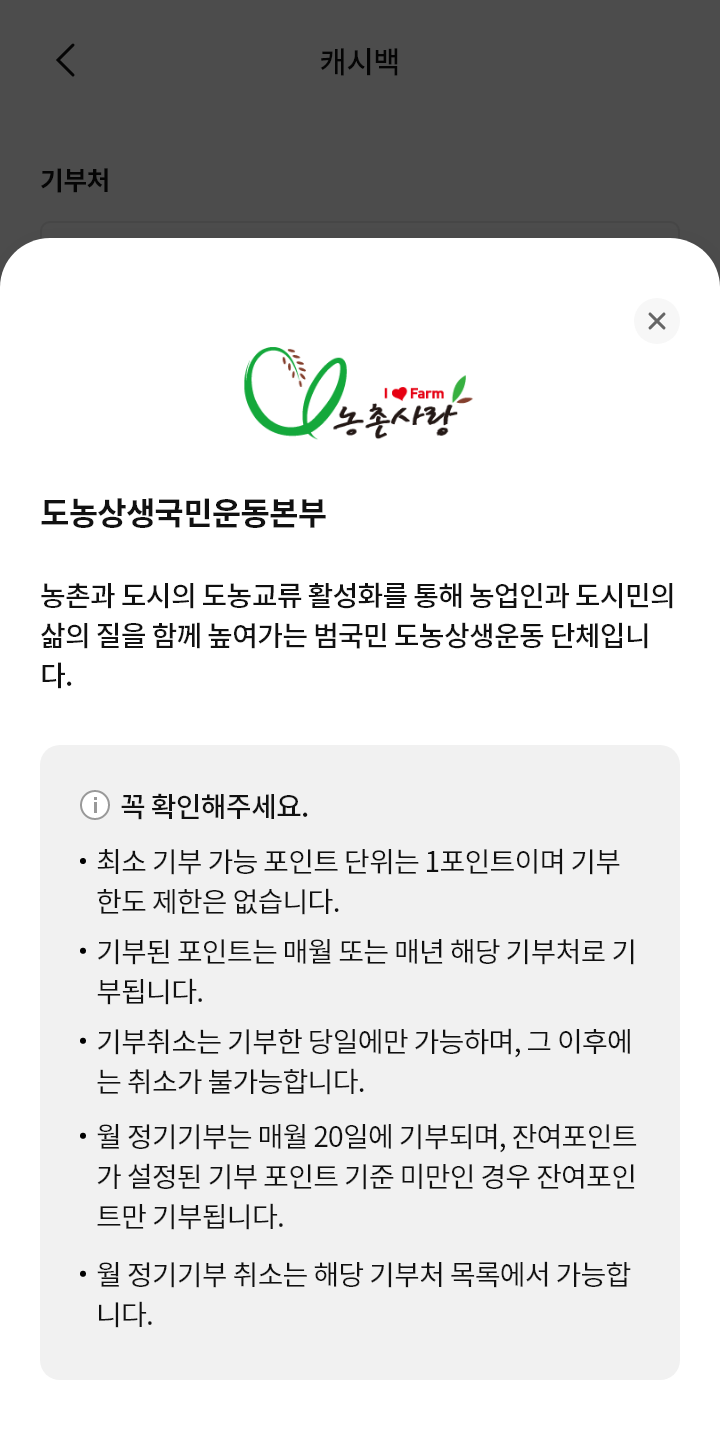 캐시백
기부처
I Farm
농촌사랑
도농상생국민운동본부
농촌과 도시의 도농교류 활성화를 통해 농업인과 도시민의
삶의 질을 함께 높여가는 범국민 도농상생운동 단체입니
다.
꼭 확인해주세요.
• 최소 기부 가능 포인트 단위는 1포인트이며 기부
한도 제한은 없습니다.
• 기부된 포인트는 매월 또는 매년 해당 기부처로 기
부됩니다.
• 기부취소는 기부한 당일에만 가능하며, 그 이후에
는 취소가 불가능합니다.
• 월 정기기부는 매월 20일에 기부되며, 잔여포인트
가 설정된 기부 포인트 기준 미만인 경우 잔여포인
트만 기부됩니다.
• 월 정기기부 취소는 해당 기부처 목록에서 가능합
니다.